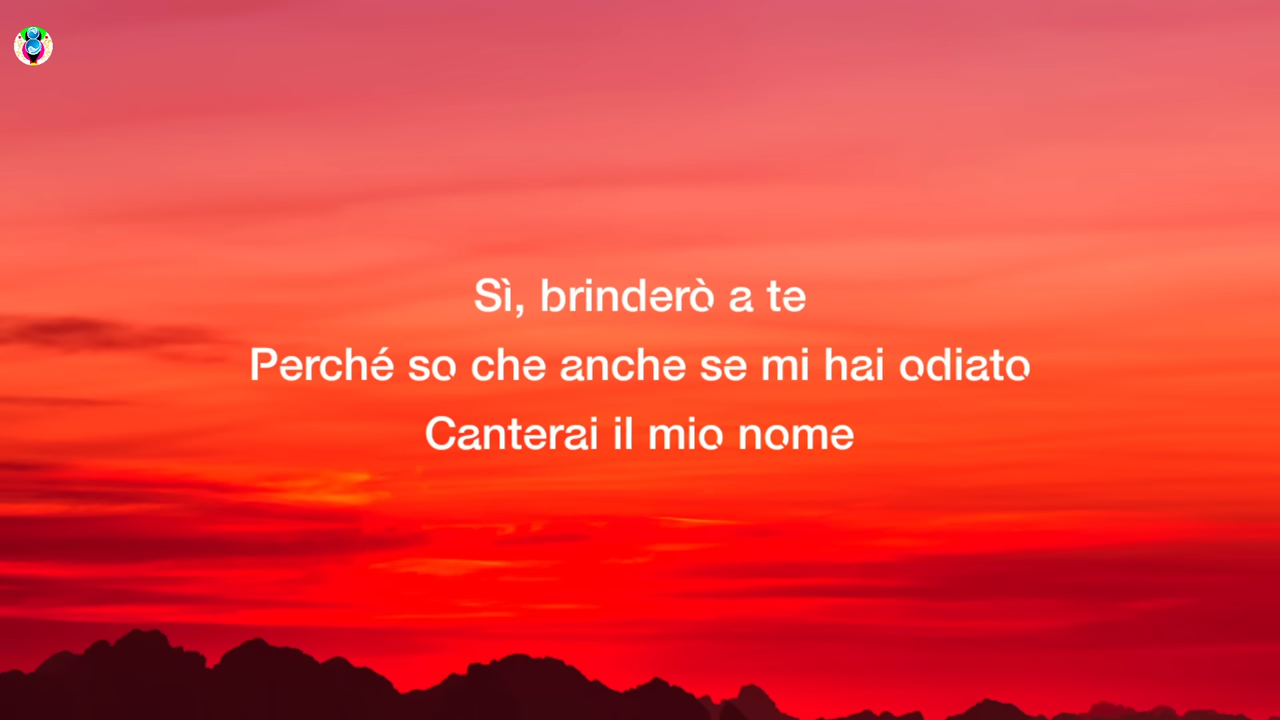 Sì, brinderò a te
Perché so che anche se mi hai odiato
Canterai il mio nome